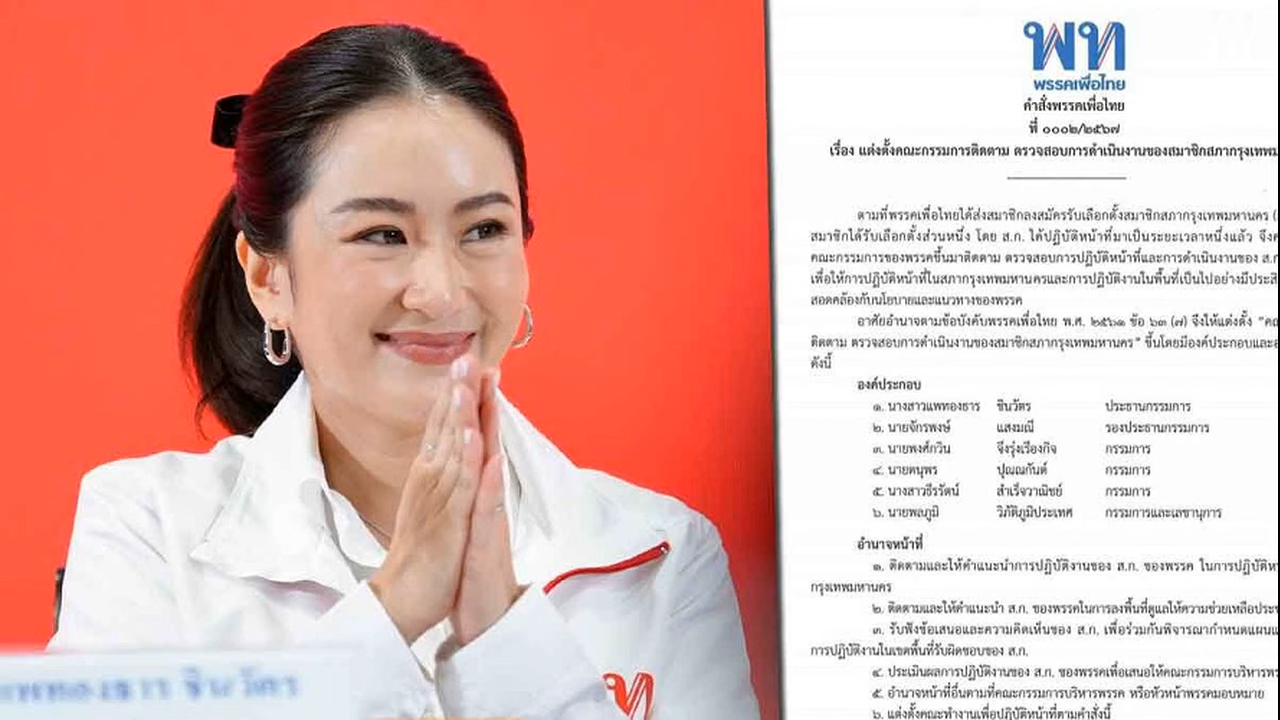 แพทองธาร ชินวัตร
พท
พท
พรรคเพื่อไทย
คำสั่งพรรคเพื่อไทย
ที่ ๐๐๐๒/๒๕๖๗
เรื่อง แต่งตั้งคณะกรรมการติดตาม ตรวจสอบการดำเนินงานของสมาชิกสภากรุงเทพม
ตามที่พรรคเพื่อไทยได้ส่งสมาชิกลงสมัครรับเลือกตั้งสมาชิกสภากรุงเทพมหานคร (
สมาชิกได้รับเลือกตั้งส่วนหนึ่ง โดย ส.ก. ได้ปฏิบัติหน้าที่มาเป็นระยะเวลาหนึ่งแล้ว จึง
คณะกรรมการของพรรคขึ้นมาติดตาม ตรวจสอบการปฏิบัติหน้าที่และการดำเนินงานของ ส.ก
เพื่อให้การปฏิบัติหน้าที่ในสภากรุงเทพมหานครและการปฏิบัติงานในพื้นที่เป็นไปอย่างมีประสิ
สอดคล้องกับนโยบายและแนวทางของพรรค
อาศัยอำนาจตามข้อบังคับพรรคเพื่อไทย พ.ศ. ๒๕๖๑ ข้อ ๖๓ (๗) จึงให้แต่งตั้ง “คณ
ติดตาม ตรวจสอบการดำเนินงานของสมาชิกสภากรุงเทพมหานคร” ขึ้นโดยมีองค์ประกอบและอ
ดังนี้
องค์ประกอบ
๑. นางสาวแพทองธาร ชินวัตร ประธานกรรมการ
๒. นายจักรพงษ์ แสงมณี รองประธานกรรมการ
๓. นายพงศ์กวิน จึงรุ่งเรืองกิจ กรรมการ
๔. นายดนุพร ปุณณกันต์ กรรมการ
๕. นางสาวธีรรัตน์ สำเร็จวาณิชย์ กรรมการ
๖. นายพลภูมิ วิภัติภูมิประเทศ กรรมการและเลขานุการ
อำนาจหน้าที่
๑. ติดตามและให้คำแนะนำการปฏิบัติงานของ ส.ก. ของพรรค ในการปฏิบัติห
กรุงเทพมหานคร
๒. ติดตามและให้คำแนะนำ ส.ก. ของพรรคในการลงพื้นที่ดูแลให้ความช่วยเหลือประช
๓. รับฟังข้อเสนอและความคิดเห็นของ ส.ก. เพื่อร่วมกันพิจารณากำหนดแผนแ
การปฏิบัติงานในเขตพื้นที่รับผิดชอบของ ส.ก.
๔. ประเมินผลการปฏิบัติงานของ ส.ก. ของพรรคเพื่อเสนอให้คณะกรรมการบริหารพร
๕. อำนาจหน้าที่อื่นตามที่คณะกรรมการบริหารพรรค หรือหัวหน้าพรรคมอบหมาย
๖. แต่งตั้งคณะทำงานเพื่อปฏิบัติหน้าที่ตามคำสั่งนี้